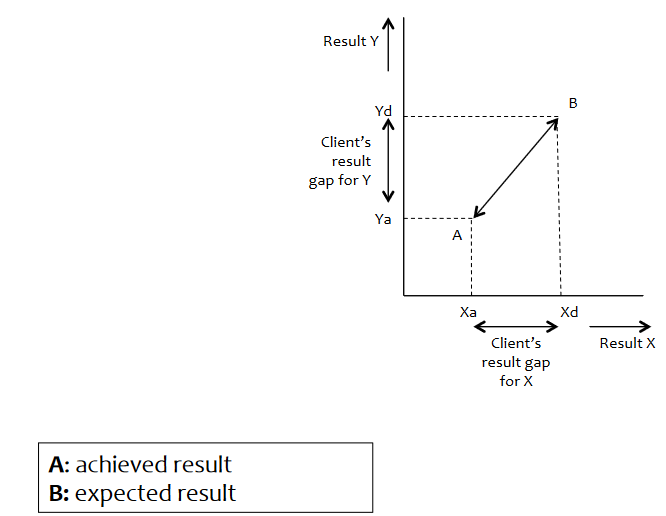 Result Y
Yd
B
Client’s
result
gap for Y
Ya
A
Xa
Xd
Client’s
result gap
for X
Result X
A: achieved result
B: expected result